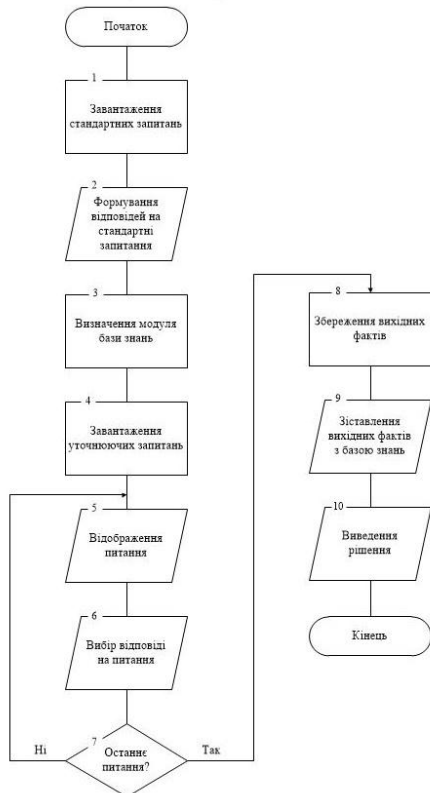 Початок
1
Завантаження
стандартних запитань
2
Формування
відповідей на
стандартні
запитання
3
Визначення модуля
бази знань
4
Завантаження
уточнюючих запитань
5
Відображення
питання
6
Вибір відповіді
на питання
7
Останнє
питання?
Ні
Так
8
Збереження вихідних
фактів
9
Зіставлення
вихідних фактів
з базою знань
10
Виведення
рішення
Кінець